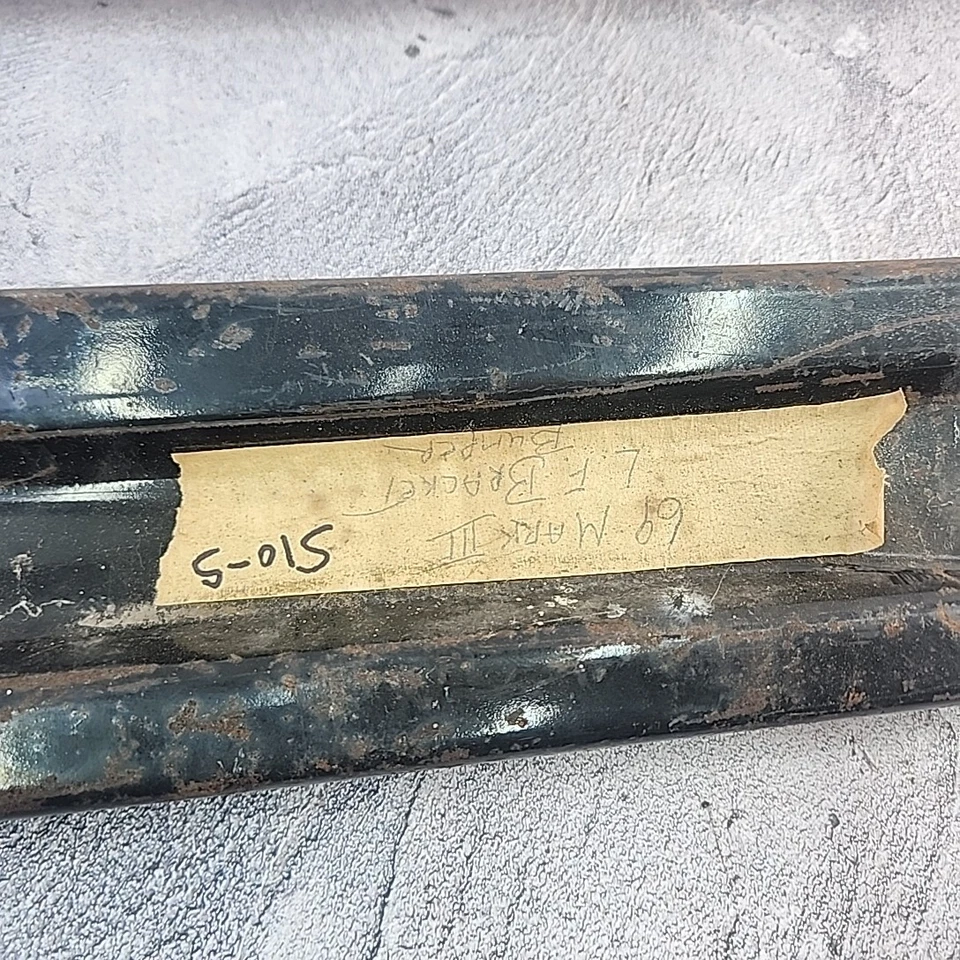 69 MARK III
L.F. BRACKET
BUMPER
S10-5